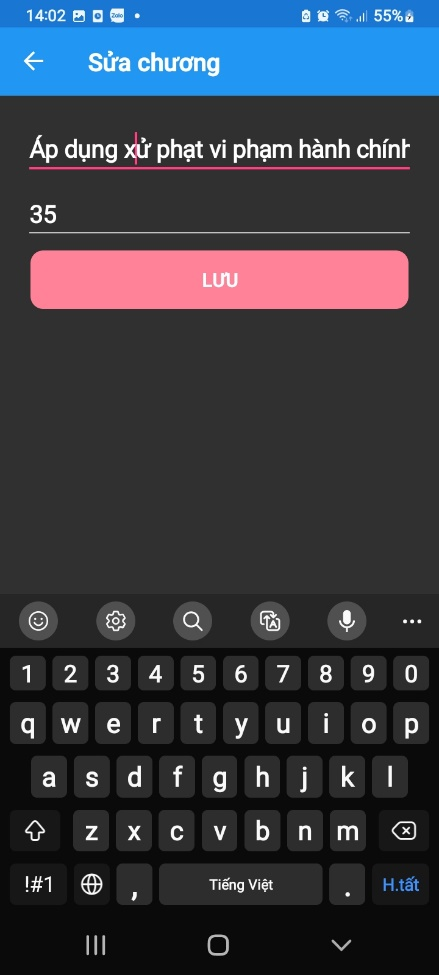 14:02 Zalo 55%
Sửa chương
Áp dụng xử phạt vi phạm hành chính
35
LƯU
1 2 3 4 5 6 7 8 9 0
q w e r t y u i o p
a s d f g h j k l
z x c v b n m
!#1 , Tiếng Việt . H.tất